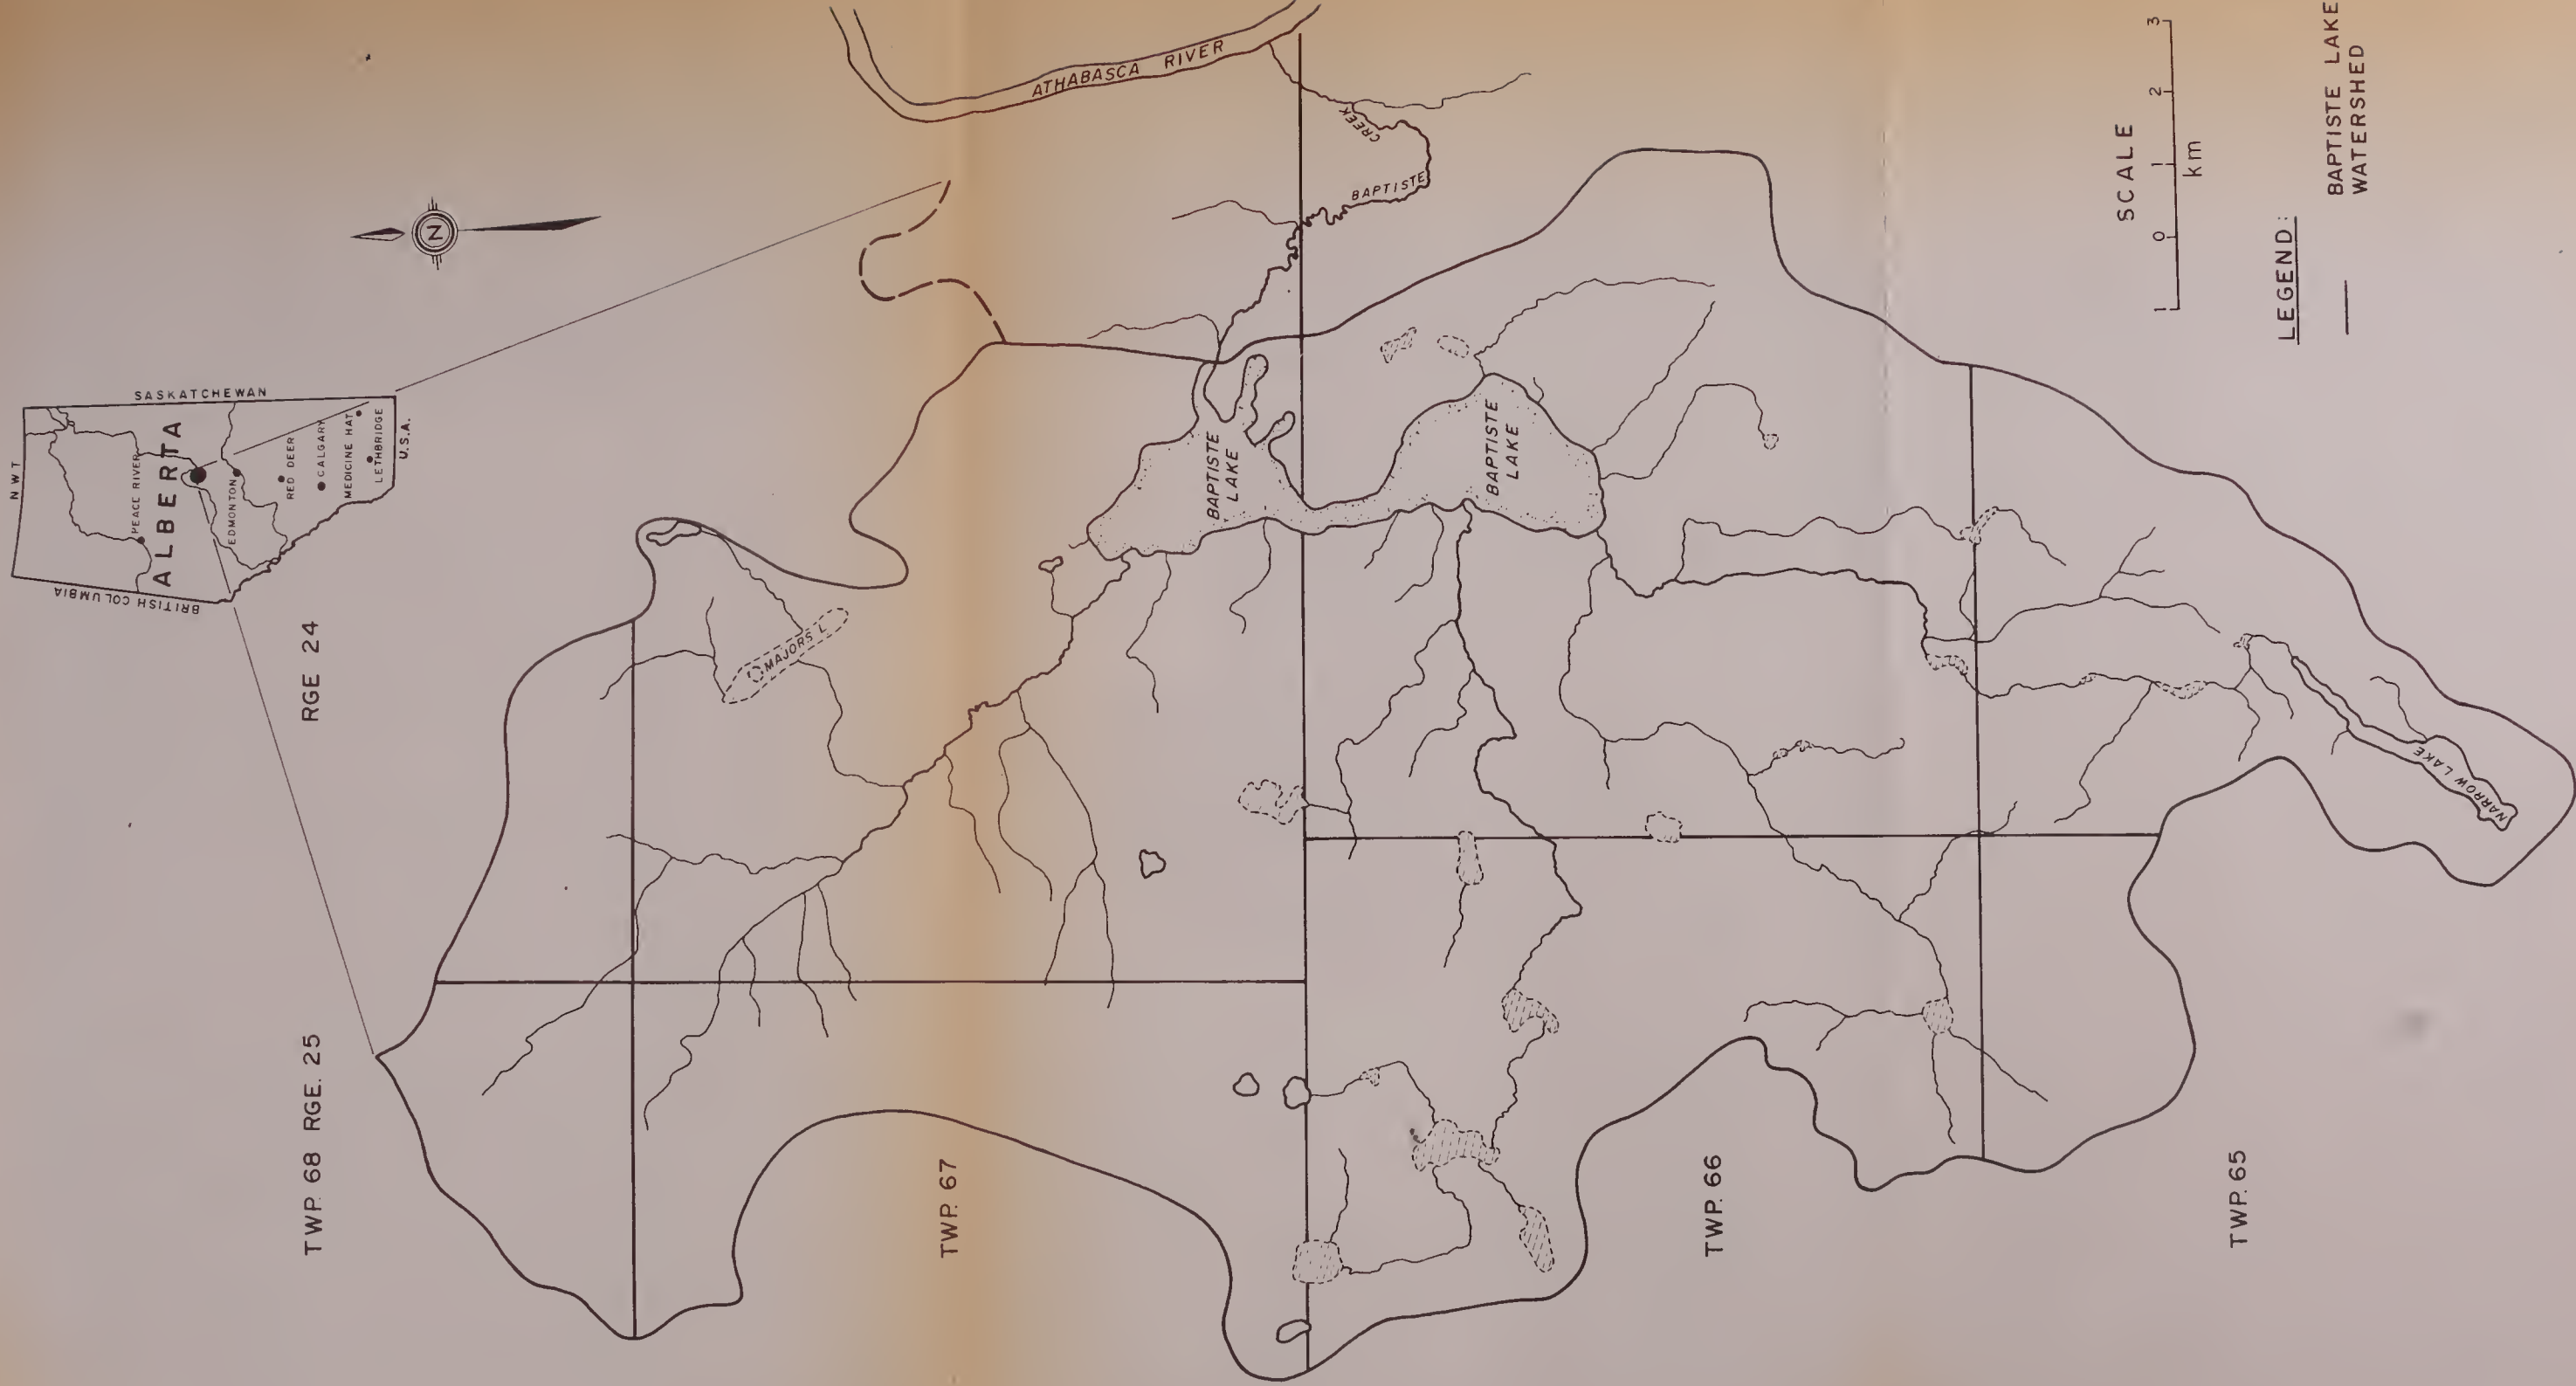 NWT
SASKATCHEWAN
BRITISH COLUMBIA
ALBERTA
PEACE RIVER
EDMONTON
RED DEER
CALGARY
MEDICINE HAT
LETHBRIDGE
U.S.A.
N
ATHABASCA RIVER
BAPTISTE CREEK
RGE 24
TWP. 68 RGE. 25
MAJORS L
BAPTISTE
LAKE
BAPTISTE
LAKE
NARROW LAKE
TWP. 67
TWP. 66
TWP. 65
SCALE
1 0 1 2 3
km
LEGEND:
BAPTISTE LAKE
WATERSHED